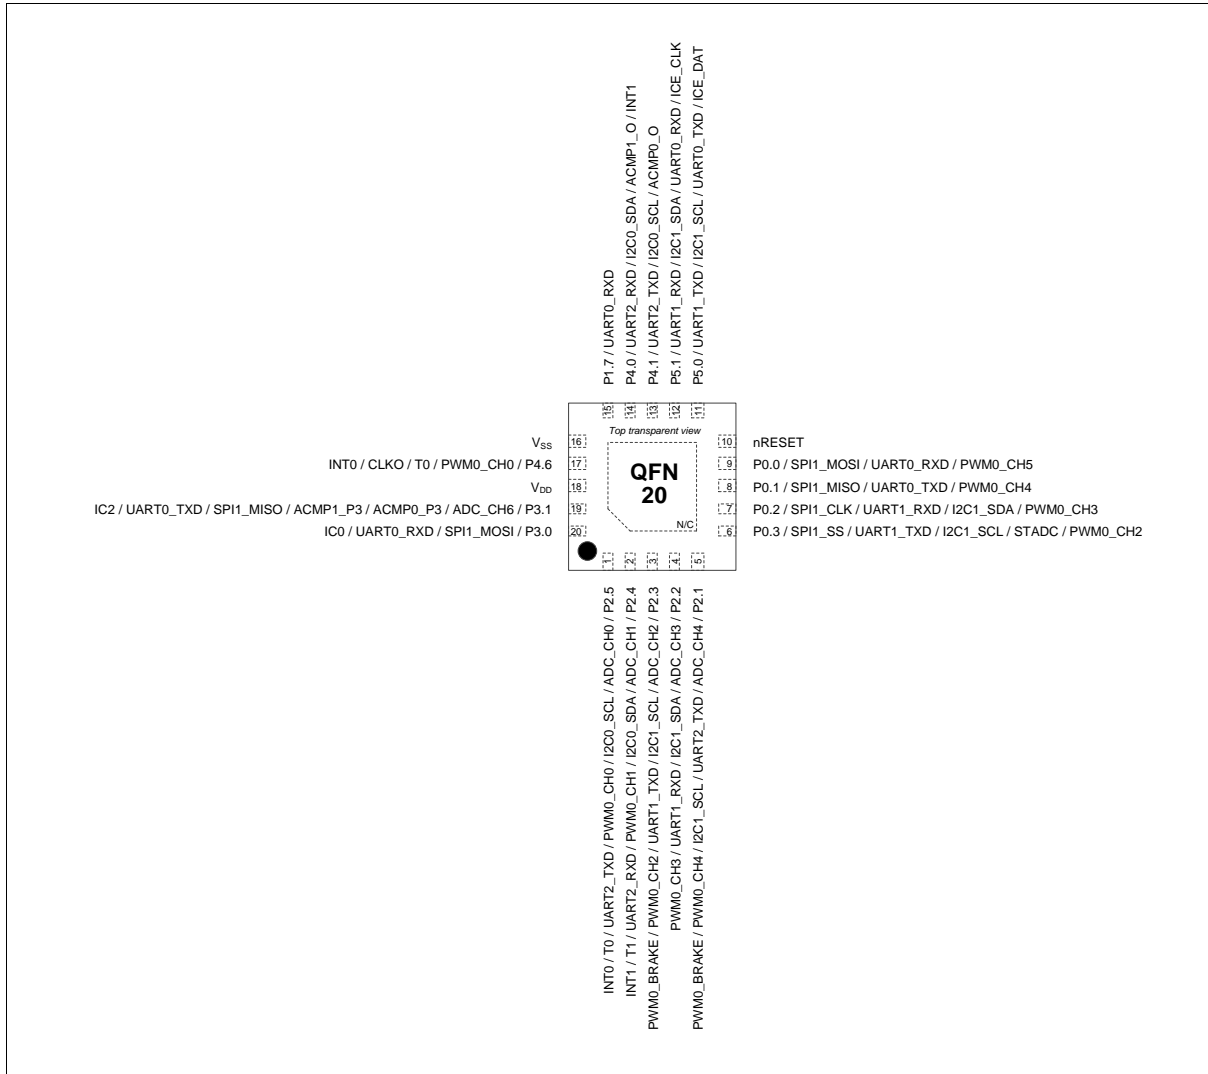 P1.7 / UART0_RXD
P4.0 / UART2_RXD / I2C0_SDA / ACMP1_O / INT1
P4.1 / UART2_TXD / I2C0_SCL / ACMP0_O
P5.1 / UART1_RXD / I2C1_SDA / UART0_RXD / ICE_CLK
P5.0 / UART1_TXD / I2C1_SCL / UART0_TXD / ICE_DAT
15
14
13
12
11
Top transparent view
VSS
16
10
nRESET
INT0 / CLKO / T0 / PWM0_CH0 / P4.6
17
9
P0.0 / SPI1_MOSI / UART0_RXD / PWM0_CH5
VDD
18
8
P0.1 / SPI1_MISO / UART0_TXD / PWM0_CH4
IC2 / UART0_TXD / SPI1_MISO / ACMP1_P3 / ACMP0_P3 / ADC_CH6 / P3.1
19
7
P0.2 / SPI1_CLK / UART1_RXD / I2C1_SDA / PWM0_CH3
IC0 / UART0_RXD / SPI1_MOSI / P3.0
20
6
P0.3 / SPI1_SS / UART1_TXD / I2C1_SCL / STADC / PWM0_CH2
QFN
20
N/C
1
2
3
4
5
INT0 / T0 / UART2_TXD / PWM0_CH0 / I2C0_SCL / ADC_CH0 / P2.5
INT1 / T1 / UART2_RXD / PWM0_CH1 / I2C0_SDA / ADC_CH1 / P2.4
PWM0_BRAKE / PWM0_CH2 / UART1_TXD / I2C1_SCL / ADC_CH2 / P2.3
PWM0_CH3 / UART1_RXD / I2C1_SDA / ADC_CH3 / P2.2
PWM0_BRAKE / PWM0_CH4 / I2C1_SCL / UART2_TXD / ADC_CH4 / P2.1